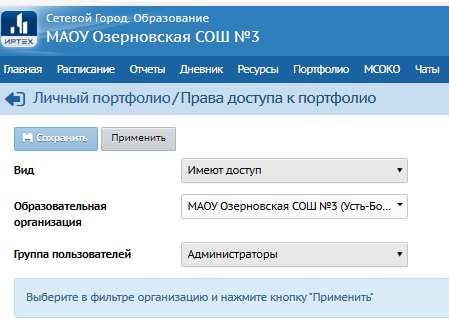 ИРТЕХ
Сетевой Город. Образование
МАОУ Озерновская СОШ №3
Главная Расписание Отчеты Дневник Ресурсы Портфолио МСОКО Чаты
Личный портфолио/Права доступа к портфолио
Сохранить Применить
Вид Имеют доступ
Образовательная организация МАОУ Озерновская СОШ №3 (Усть-Бо...
Группа пользователей Администраторы
Выберите в фильтре организацию и нажмите кнопку "Применить"